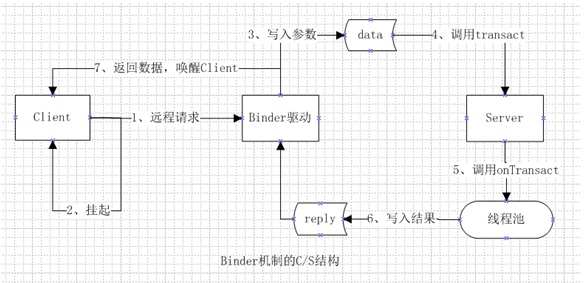 3、写入参数
data
4、调用transact
7、返回数据，唤醒Client
Client
1、远程请求
Binder驱动
Server
2、挂起
5、调用onTransact
reply
6、写入结果
线程池
Binder机制的C/S结构